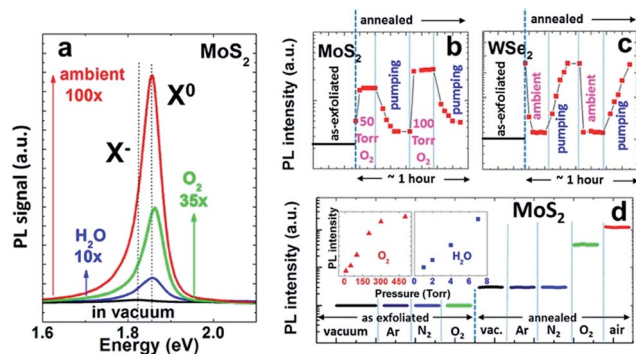 a
MoS2
ambient
100x
X0
X-
O2
35x
H2O
10x
in vacuum
PL signal (a.u.)
1.6
1.8
2.0
Energy (eV)
annealed
b
MoS2
PL intensity (a.u.)
as-exfoliated
50
Torr
O2
pumping
100
Torr
O2
pumping
~ 1 hour
annealed
c
WSe2
PL intensity (a.u.)
as-exfoliated
ambient
pumping
ambient
pumping
~ 1 hour
d
MoS2
PL intensity (a.u.)
PL intensity
O2
0 150 300 450
H2O
0 2 4 6 8
Pressure (Torr)
as exfoliated
annealed
vacuum Ar N2 O2 vac. Ar N2 O2 air